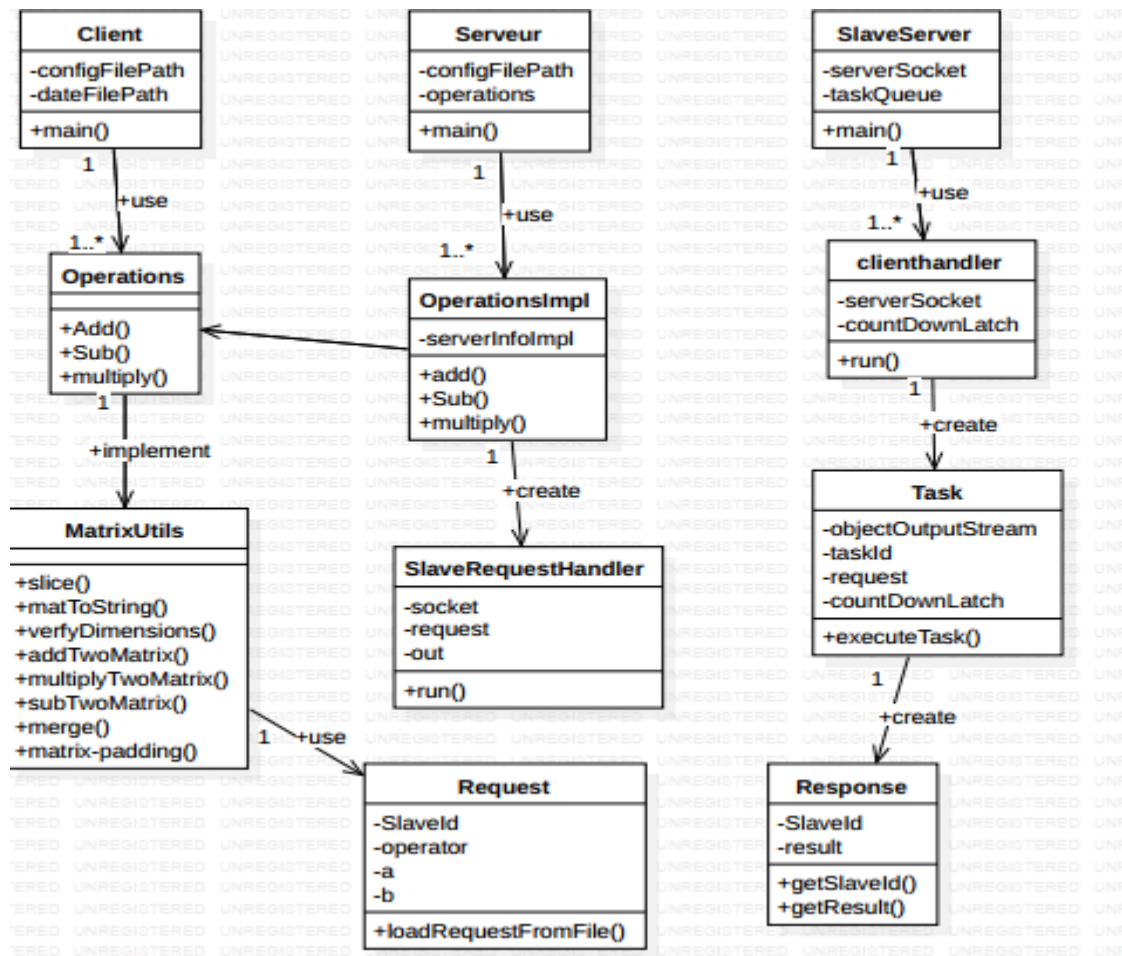 Client
-configFilePath
-dateFilePath
+main()
Serveur
-configFilePath
-operations
+main()
SlaveServer
-serverSocket
-taskQueue
+main()
1
+use
1..*
1
+use
1..*
1
+use
1..*
Operations
+Add()
+Sub()
+multiply()
OperationsImpl
-serverInfoImpl
+add()
+Sub()
+multiply()
clienthandler
-serverSocket
-countDownLatch
+run()
1
+implement
1
+create
1
+create
MatrixUtils
+slice()
+matToString()
+verfyDimensions()
+addTwoMatrix()
+multiplyTwoMatrix()
+subTwoMatrix()
+merge()
+matrix-padding()
SlaveRequestHandler
-socket
-request
-out
+run()
Task
-objectOutputStream
-taskId
-request
-countDownLatch
+executeTask()
1
+use
1
+create
Request
-SlaveId
-operator
-a
-b
+loadRequestFromFile()
Response
-SlaveId
-result
+getSlaveId()
+getResult()
UNREGISTERED